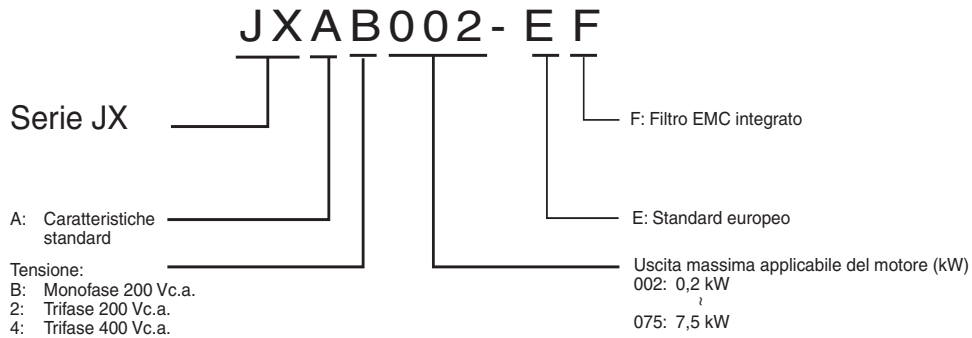 JXAB002-EF
Serie JX
F: Filtro EMC integrato
A: Caratteristiche
standard
E: Standard europeo
Tensione:
B: Monofase 200 Vc.a.
2: Trifase 200 Vc.a.
4: Trifase 400 Vc.a.
Uscita massima applicabile del motore (kW)
002: 0,2 kW
~
075: 7,5 kW